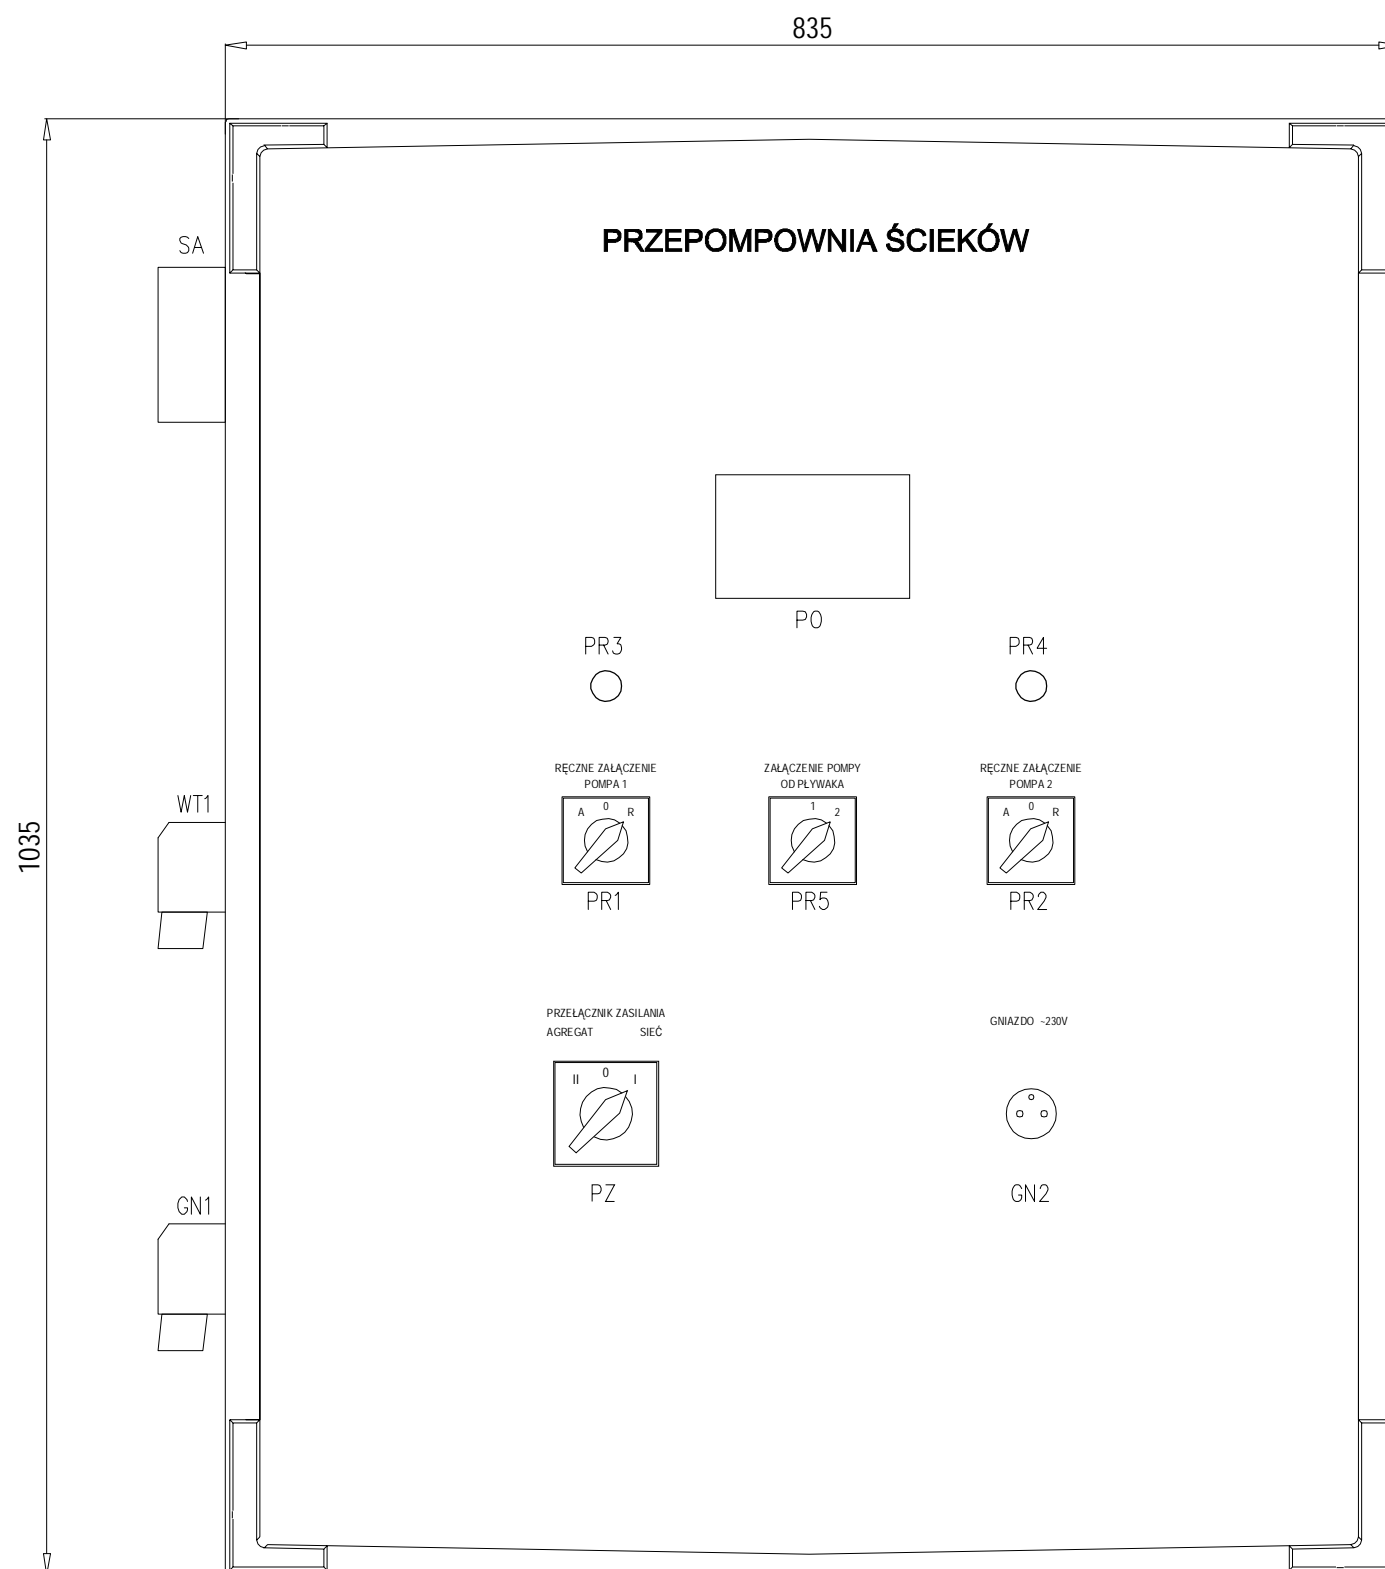 835
PRZEPOMPOWNIA ŚCIEKÓW
SA
PO
PR3
PR4
RĘCZNE ZAŁĄCZENIE
POMPA 1
A 0 R
PR1
ZAŁĄCZENIE POMPY
OD PŁYWAKA
1 2
PR5
RĘCZNE ZAŁĄCZENIE
POMPA 2
A 0 R
PR2
WT1
1035
PRZEŁĄCZNIK ZASILANIA
AGREGAT SIEĆ
II 0 I
PZ
GNIAZDO ~230V
GN2
GN1